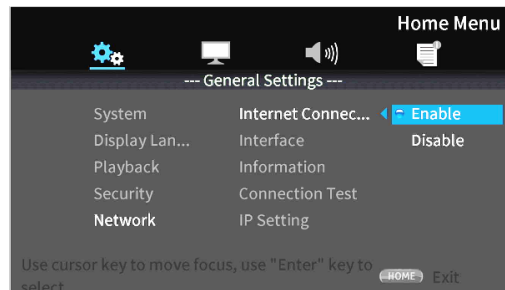 Home Menu
--- General Settings ---
System Internet Connec... Enable
Display Lan... Interface Disable
Playback Information
Security Connection Test
Network IP Setting
Use cursor key to move focus, use "Enter" key to
select
HOME Exit